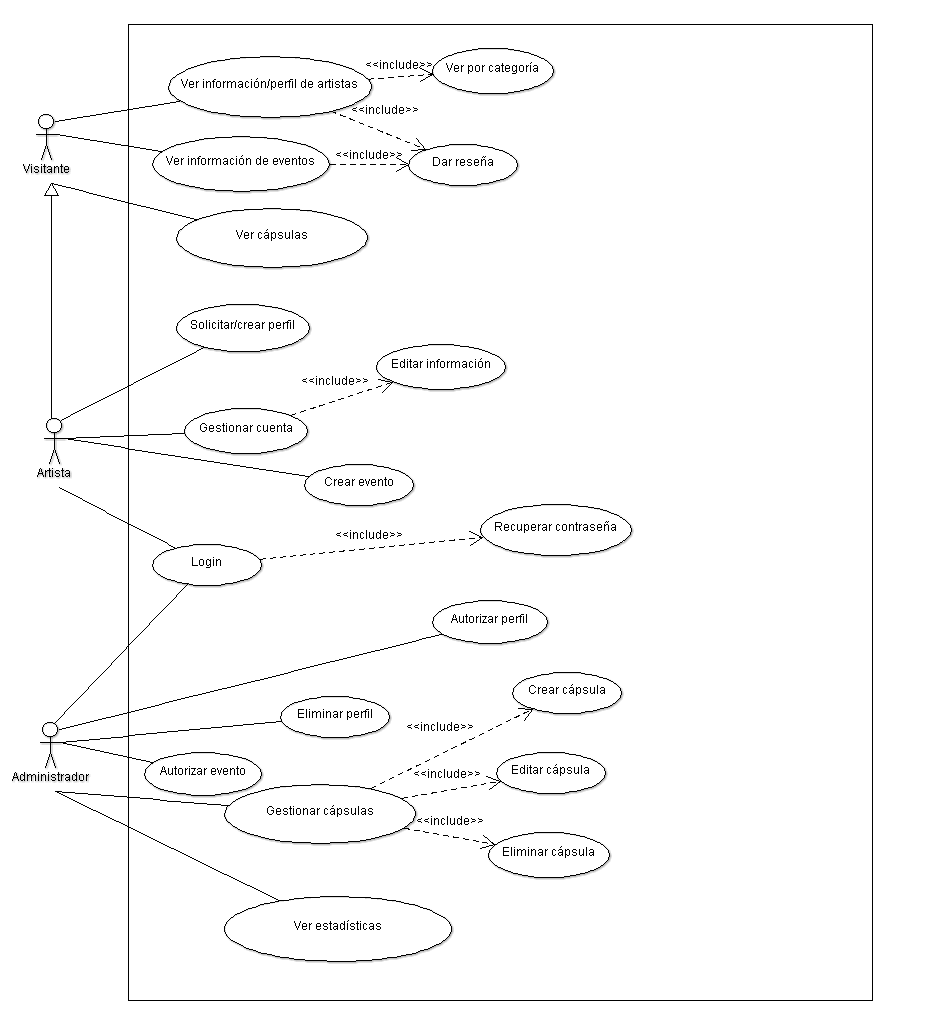 <<include>>
Ver por categoría
Ver información/perfil de artistas
<<include>>
Visitante
Ver información de eventos
<<include>>
Dar reseña
Ver cápsulas
Solicitar/crear perfil
Editar información
<<include>>
Gestionar cuenta
Artista
Crear evento
Recuperar contraseña
<<include>>
Login
Autorizar perfil
Crear cápsula
Eliminar perfil
<<include>>
Administrador
Autorizar evento
<<include>>
Editar cápsula
Gestionar cápsulas
<<include>>
Eliminar cápsula
Ver estadísticas